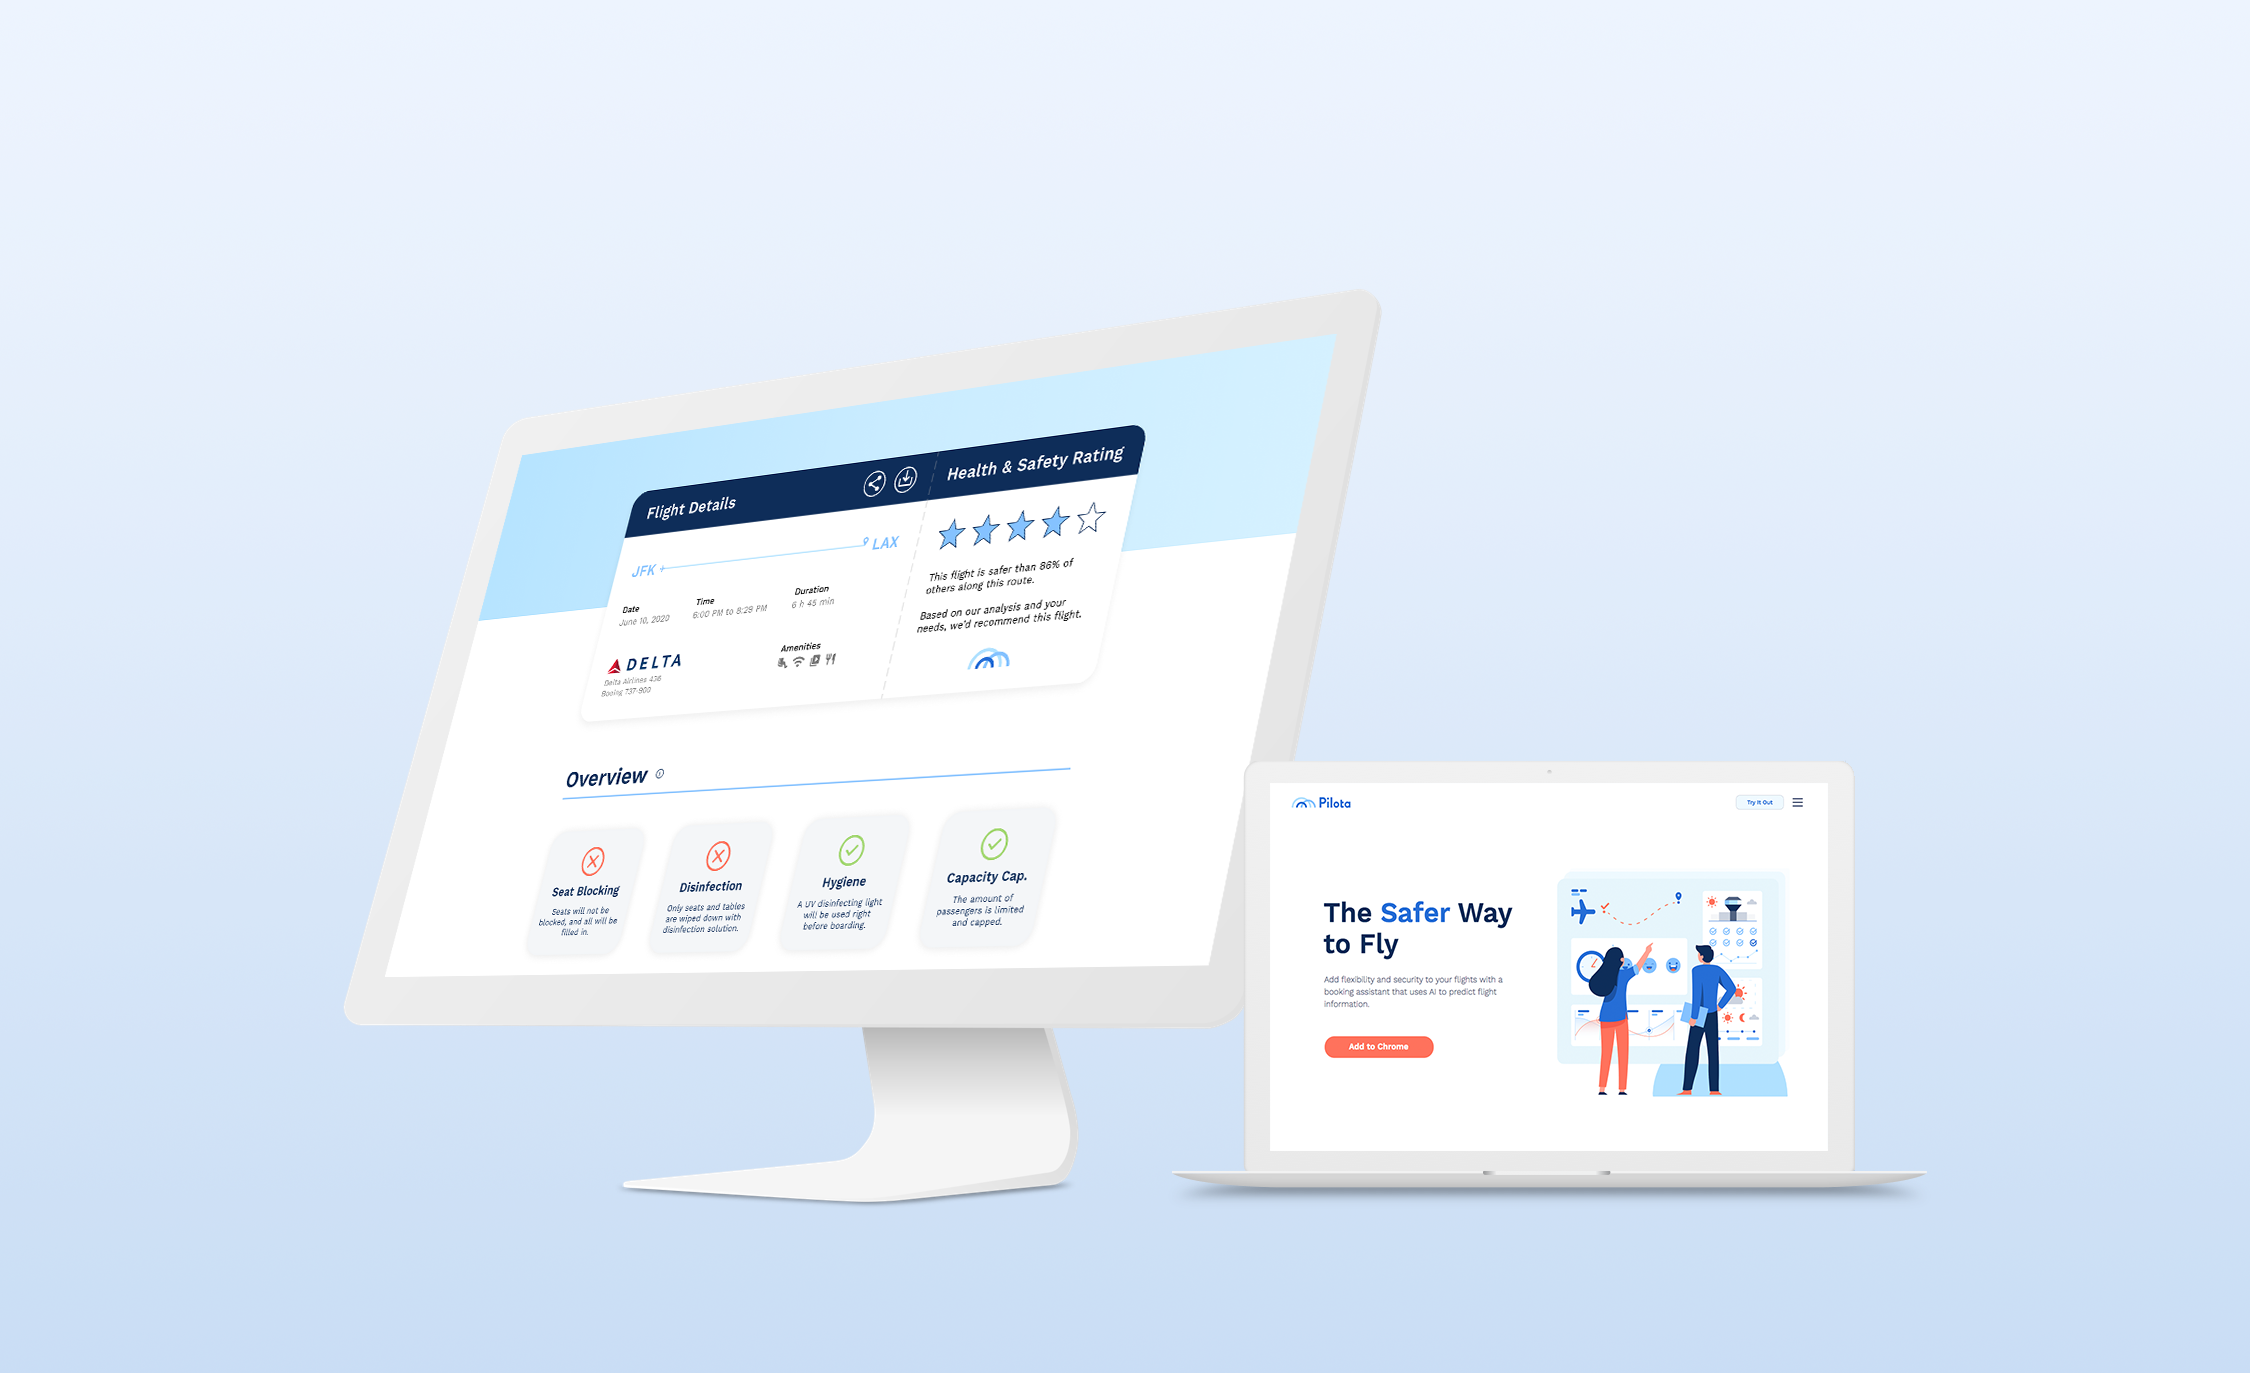 Flight Details
Health & Safety Rating
JFK
LAX
Date
June 10, 2020
Time
6:00 PM to 8:29 PM
Duration
6 h 45 min
DELTA
Delta Airlines 436
Boeing 737-900
Amenities
This flight is safer than 86% of
others along this route.
Based on our analysis and your
needs, we'd recommend this flight.
Overview
Seat Blocking
Seats will not be
blocked, and all will be
filled in.
Disinfection
Only seats and tables
are wiped down with
disinfection solution.
Hygiene
A UV disinfecting light
will be used right
before boarding.
Capacity Cap.
The amount of
passengers is limited
and capped.
Pilota
Try It Out
The Safer Way
to Fly
Add flexibility and security to your flights with a
booking assistant that uses AI to predict flight
information.
Add to Chrome